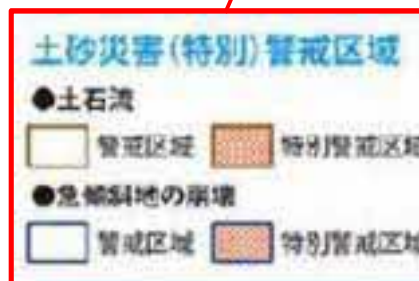 土砂災害(特別)警戒区域
●土石流
警戒区域 特別警戒区域
●急傾斜地の崩壊
警戒区域 特別警戒区域